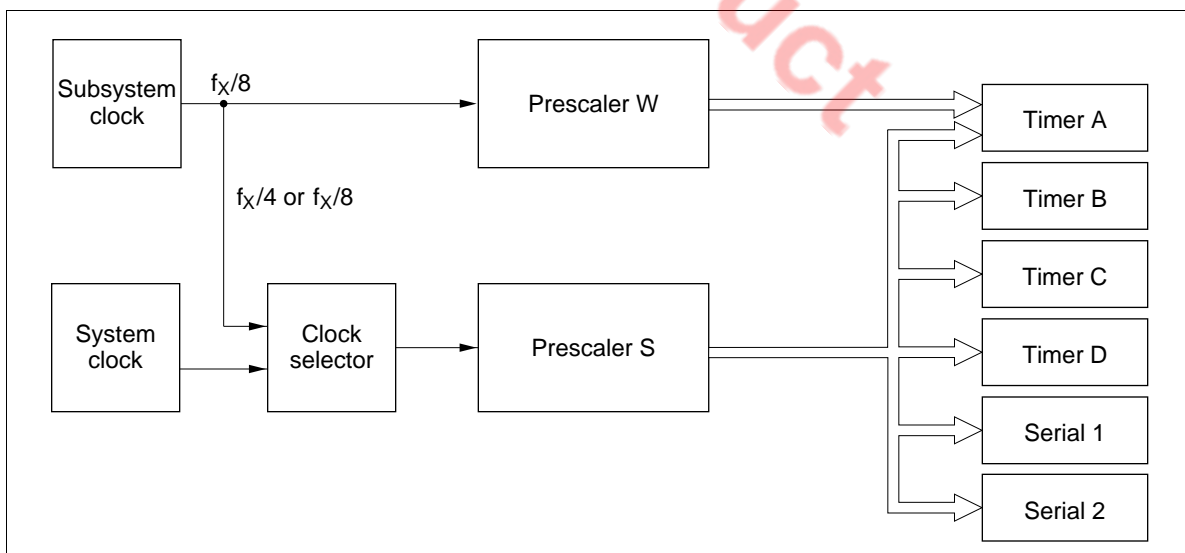 uct
Subsystem
clock
fX/8
Prescaler W
Timer A
Timer B
fX/4 or fX/8
Timer C
System
clock
Clock
selector
Prescaler S
Timer D
Serial 1
Serial 2